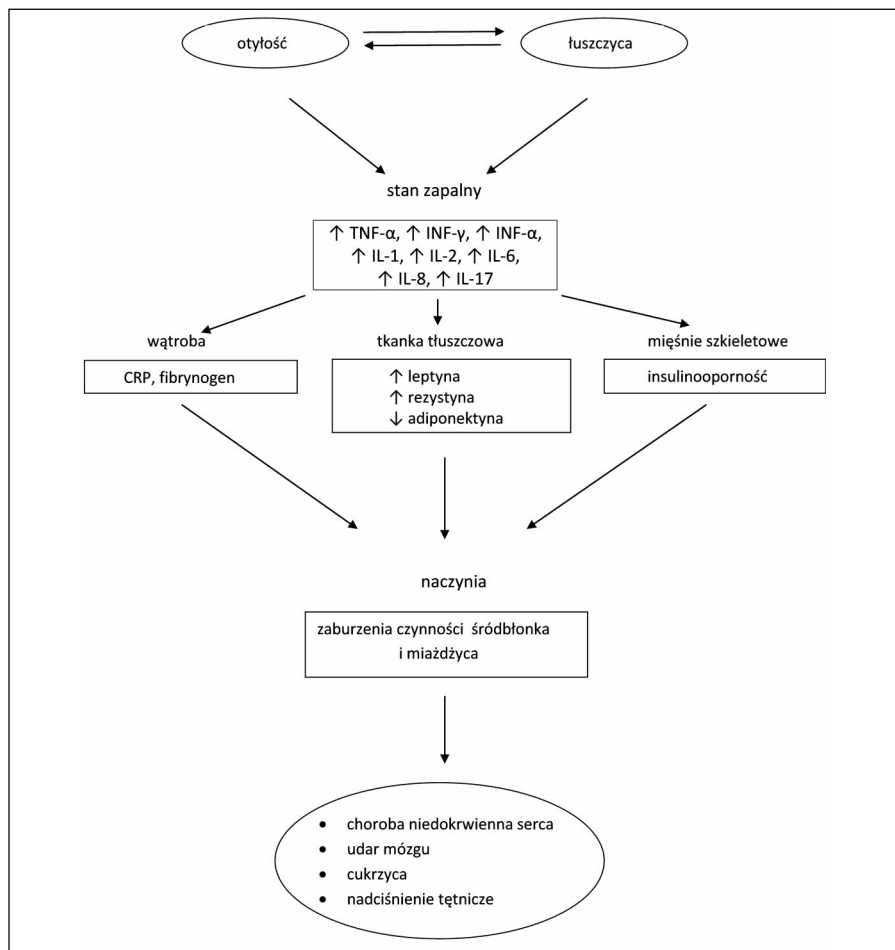 otyłość
łuszczyca
stan zapalny
↑ TNF-α, ↑ INF-γ, ↑ INF-α,
↑ IL-1, ↑ IL-2, ↑ IL-6,
↑ IL-8, ↑ IL-17
wątroba
CRP, fibrynogen
tkanka tłuszczowa
↑ leptyna
↑ rezystyna
↓ adiponektyna
mięśnie szkieletowe
insulinooporność
naczynia
zaburzenia czynności śródbłonka
i miażdżyca
• choroba niedokrwienna serca
• udar mózgu
• cukrzyca
• nadciśnienie tętnicze